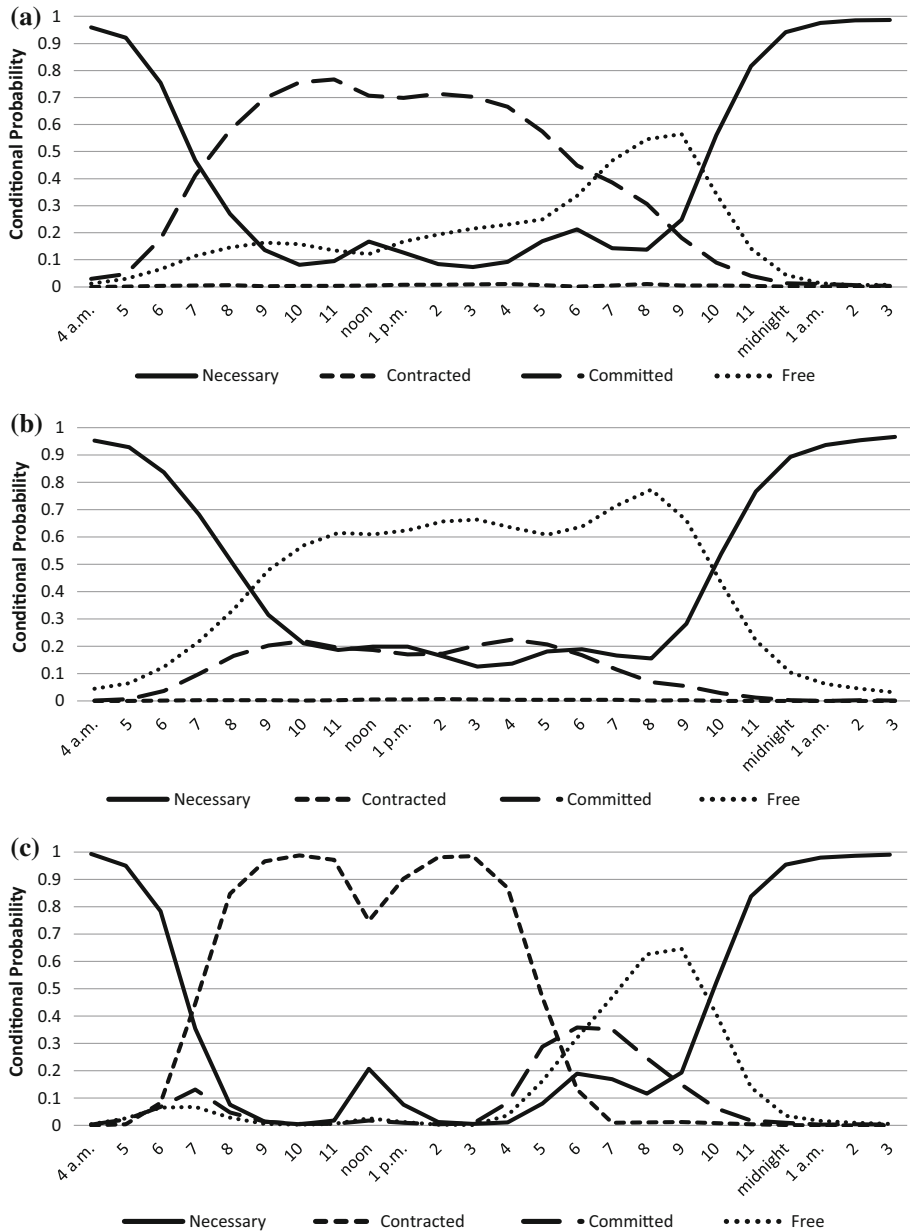 (a)
Conditional Probability
1
0.9
0.8
0.7
0.6
0.5
0.4
0.3
0.2
0.1
0
4 a.m. 5 6 7 8 9 10 11 noon 1 p.m. 2 3 4 5 6 7 8 9 10 11 midnight 1 a.m. 2 3
Necessary Contracted Committed Free
(b)
Conditional Probability
1
0.9
0.8
0.7
0.6
0.5
0.4
0.3
0.2
0.1
0
4 a.m. 5 6 7 8 9 10 11 noon 1 p.m. 2 3 4 5 6 7 8 9 10 11 midnight 1 a.m. 2 3
Necessary Contracted Committed Free
(c)
Conditional Probability
1
0.9
0.8
0.7
0.6
0.5
0.4
0.3
0.2
0.1
0
4 a.m. 5 6 7 8 9 10 11 noon 1 p.m. 2 3 4 5 6 7 8 9 10 11 midnight 1 a.m. 2 3
Necessary Contracted Committed Free